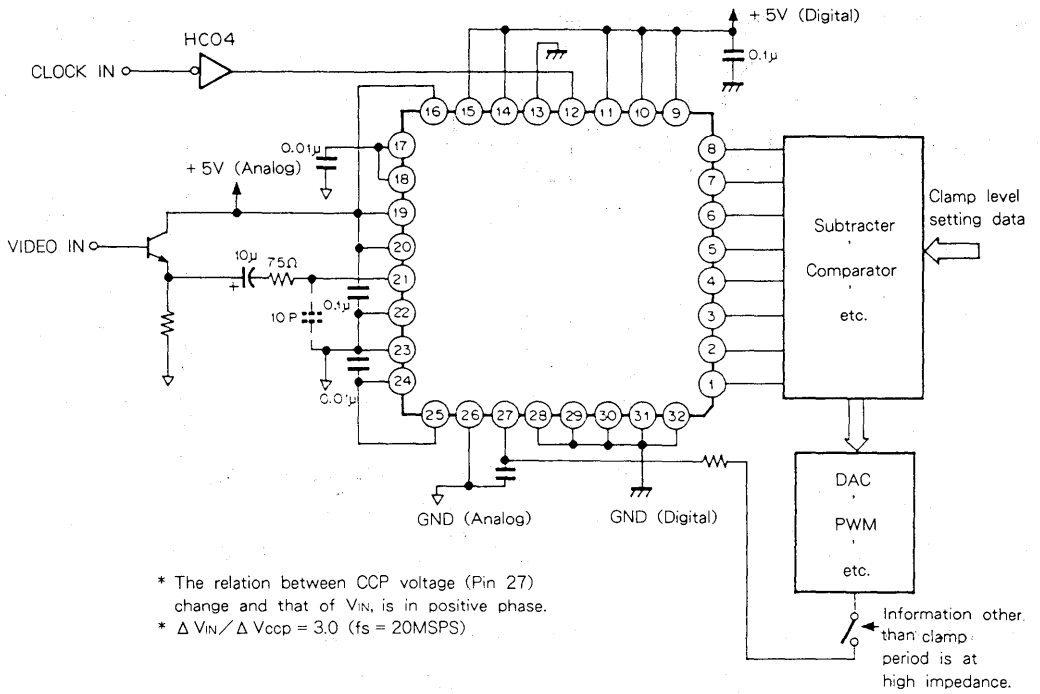 + 5V (Digital)
HC04
0.1μ
CLOCK IN
16
15
14
13
12
11
10
9
17
0.01μ
18
8
+ 5V (Analog)
7
19
6
Clamp level
setting data
VIDEO IN
20
5
Subtracter
,
Comparator
,
etc.
10μ
75Ω
+
21
4
0.1μ
10P
22
3
23
2
24
1
0.01μ
25
26
27
28
29
30
31
32
GND (Analog)
GND (Digital)
DAC
,
PWM
,
etc.
* The relation between CCP voltage (Pin 27)
change and that of VIN, is in positive phase.
* Δ VIN/Δ VCCP = 3.0 (fs = 20MSPS)
Information other
than clamp
period is at
high impedance.